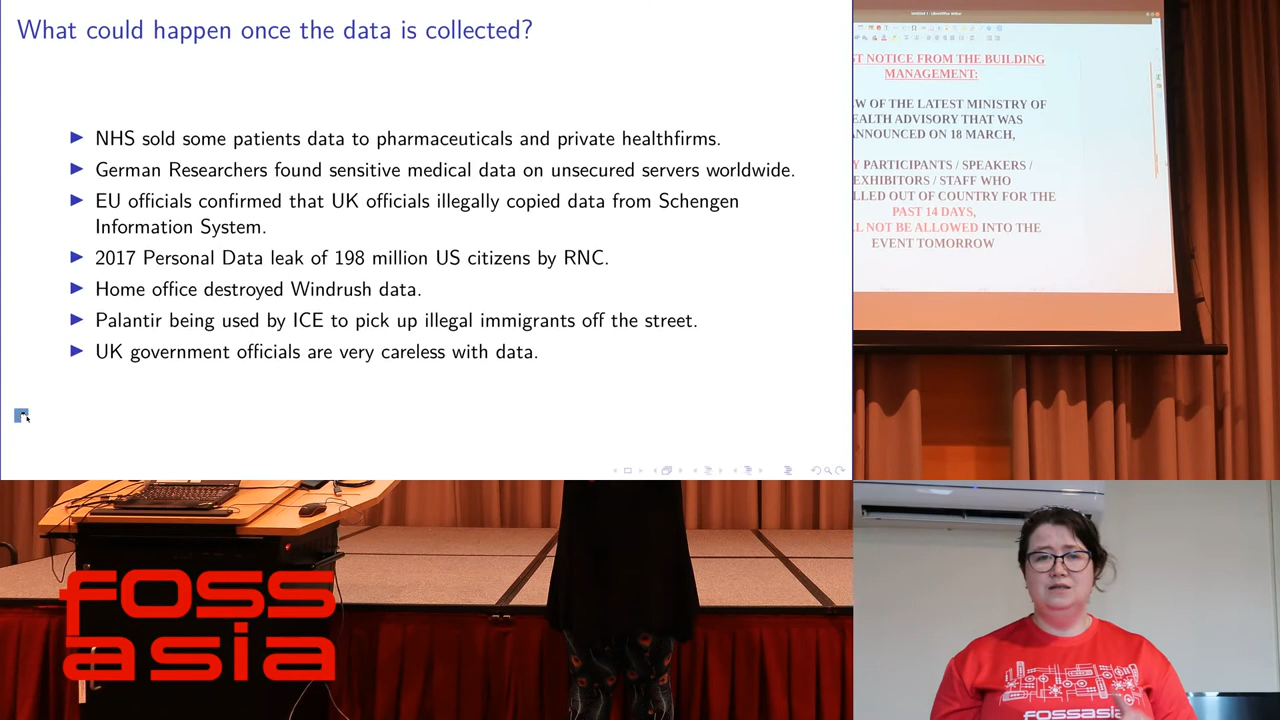 What could happen once the data is collected?
NHS sold some patients data to pharmaceuticals and private healthfirms.
German Researchers found sensitive medical data on unsecured servers worldwide.
EU officials confirmed that UK officials illegally copied data from Schengen
Information System.
2017 Personal Data leak of 198 million US citizens by RNC.
Home office destroyed Windrush data.
Palantir being used by ICE to pick up illegal immigrants off the street.
UK government officials are very careless with data.
ST NOTICE FROM THE BUILDING
MANAGEMENT:
W OF THE LATEST MINISTRY OF
EALTH ADVISORY THAT WAS
NNOUNCED ON 18 MARCH,
Y PARTICIPANTS / SPEAKERS /
EXHIBITORS / STAFF WHO
LLED OUT OF COUNTRY FOR THE
PAST 14 DAYS,
L NOT BE ALLOWED INTO THE
EVENT TOMORROW
foss
asia
fossasia